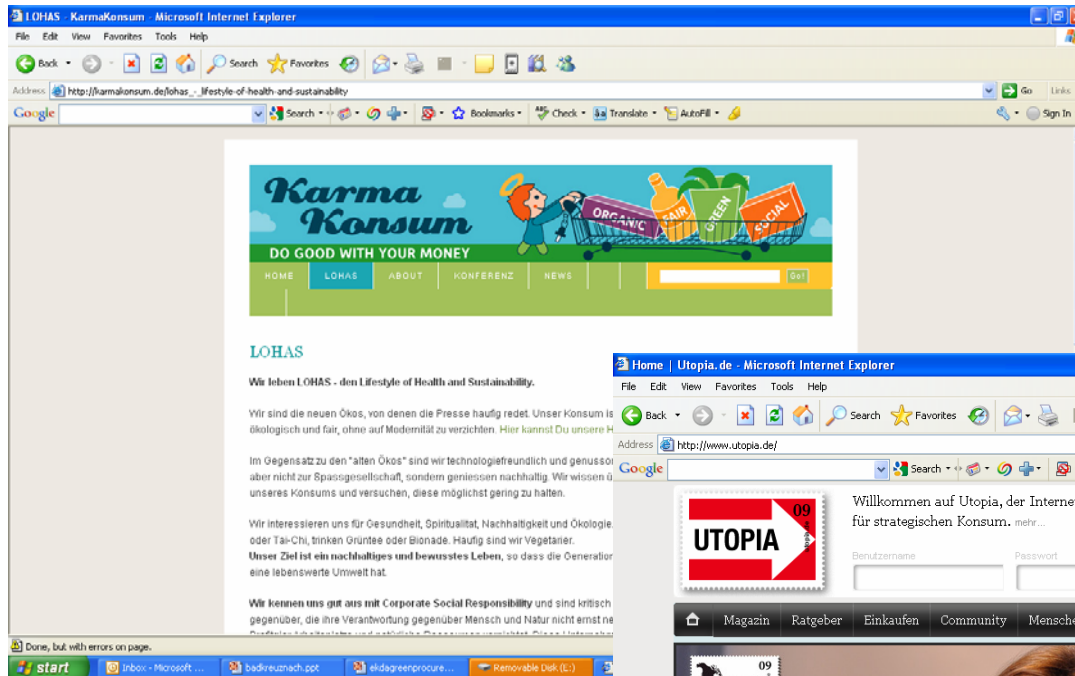 LOHAS - KarmaKonsum - Microsoft Internet Explorer
File Edit View Favorites Tools Help
Back Search Favorites
Address http://karmakonsum.de/lohas_-_lifestyle-of-health-and-sustainability Go Links
Google Search Bookmarks Check Translate AutoFill Sign In
Karma
Konsum
ORGANIC FAIR GREEN SOCIAL
DO GOOD WITH YOUR MONEY
HOME LOHAS ABOUT KONFERENZ NEWS Go!
LOHAS
Wir leben LOHAS - den Lifestyle of Health and Sustainability.
Wir sind die neuen Ökos, von denen die Presse haufig redet. Unser Konsum is
ökologisch und fair, ohne auf Modernität zu verzichten. Hier kannst Du unsere H
Im Gegensatz zu den "alten Ökos" sind wir technologiefreundlich und genussor
aber nicht zur Spassgesellschaft, sondern geniessen nachhaltig. Wir wissen ü
unseres Konsums und versuchen, diese möglichst gering zu halten.
Wir interessieren uns für Gesundheit, Spiritualitat, Nachhaltigkeit und Ökologie.
oder Tai-Chi, trinken Grüntee oder Bionade. Haufig sind wir Vegetarier.
Unser Ziel ist ein nachhaltiges und bewusstes Leben, so dass die Generation
eine lebenswerte Umwelt hat.
Wir kennen uns gut aus mit Corporate Social Responsibility und sind kritisch
gegenüber, die ihre Verantwortung gegenüber Mensch und Natur nicht ernst ne
Done, but with errors on page.
start Inbox - Microsoft ... badkreuznach.ppt ekdagreenprocure... Removable Disk (E:)
Home | Utopia.de - Microsoft Internet Explorer
File Edit View Favorites Tools Help
Back Search Favorites
Address http://www.utopia.de/
Google Search
UTOPIA
09
utopia.de
Willkommen auf Utopia, der Interne
für strategischen Konsum. mehr...
Benutzername Passwort
Magazin Ratgeber Einkaufen Community Mensche
09